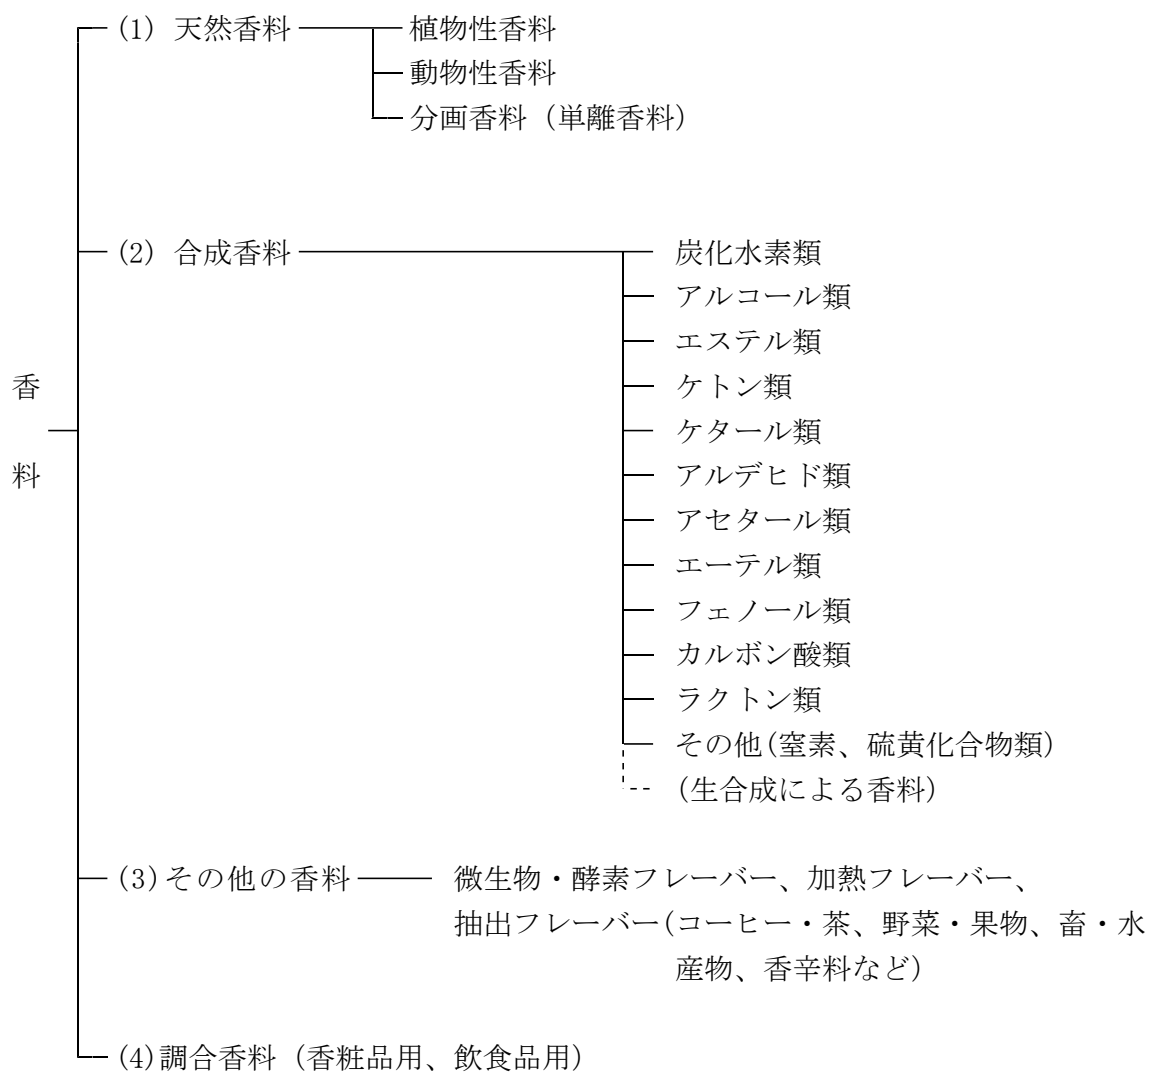 (1) 天然香料
植物性香料
動物性香料
分画香料 (単離香料)
(2) 合成香料
炭化水素類
アルコール類
エステル類
香
ケトン類
ケタール類
料
アルデヒド類
アセタール類
エーテル類
フェノール類
カルボン酸類
ラクトン類
その他(窒素、硫黄化合物類)
(生合成による香料)
(3)その他の香料
微生物・酵素フレーバー、加熱フレーバー、
抽出フレーバー(コーヒー・茶、野菜・果物、畜・水
産物、香辛料など)
(4)調合香料 (香粧品用、飲食品用)